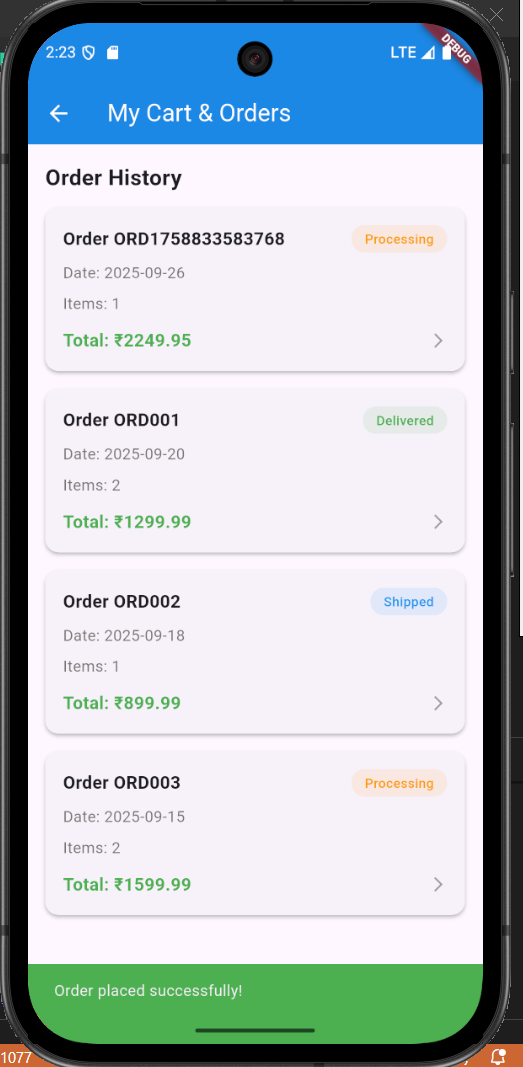 2:23
LTE
DEBUG
My Cart & Orders
Order History
Order ORD1758833583768
Processing
Date: 2025-09-26
Items: 1
Total: ₹2249.95
Order ORD001
Delivered
Date: 2025-09-20
Items: 2
Total: ₹1299.99
Order ORD002
Shipped
Date: 2025-09-18
Items: 1
Total: ₹899.99
Order ORD003
Processing
Date: 2025-09-15
Items: 2
Total: ₹1599.99
Order placed successfully!
1077